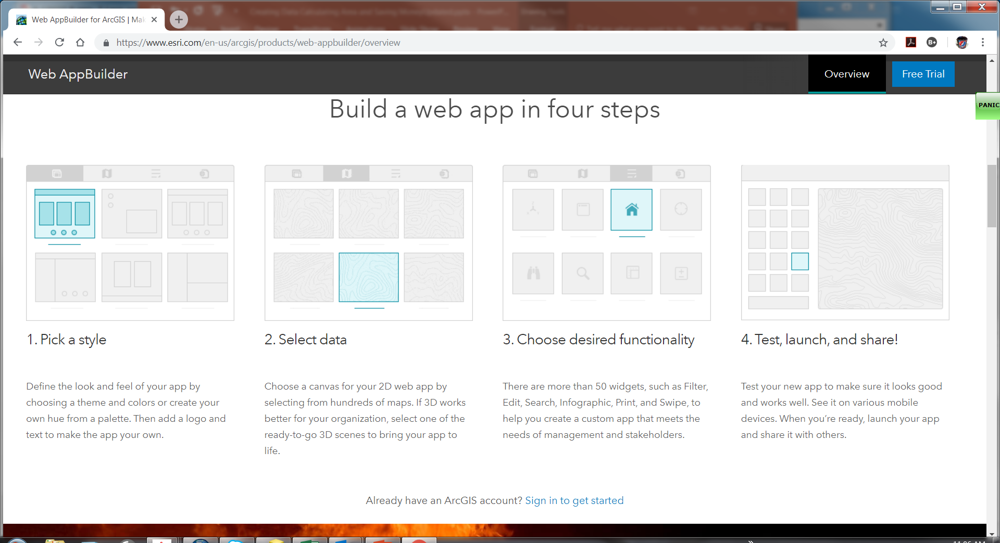 Web AppBuilder for ArcGIS | Mak
https://www.esri.com/en-us/arcgis/products/web-appbuilder/overview
B+
Web AppBuilder
Overview
Free Trial
PANIC
Build a web app in four steps
1. Pick a style
Define the look and feel of your app by
choosing a theme and colors or create your
own hue from a palette. Then add a logo and
text to make the app your own.
2. Select data
Choose a canvas for your 2D web app by
selecting from hundreds of maps. If 3D works
better for your organization, select one of the
ready-to-go 3D scenes to bring your app to
life.
3. Choose desired functionality
There are more than 50 widgets, such as Filter,
Edit, Search, Infographic, Print, and Swipe, to
help you create a custom app that meets the
needs of management and stakeholders.
4. Test, launch, and share!
Test your new app to make sure it looks good
and works well. See it on various mobile
devices. When you’re ready, launch your app
and share it with others.
Already have an ArcGIS account? Sign in to get started